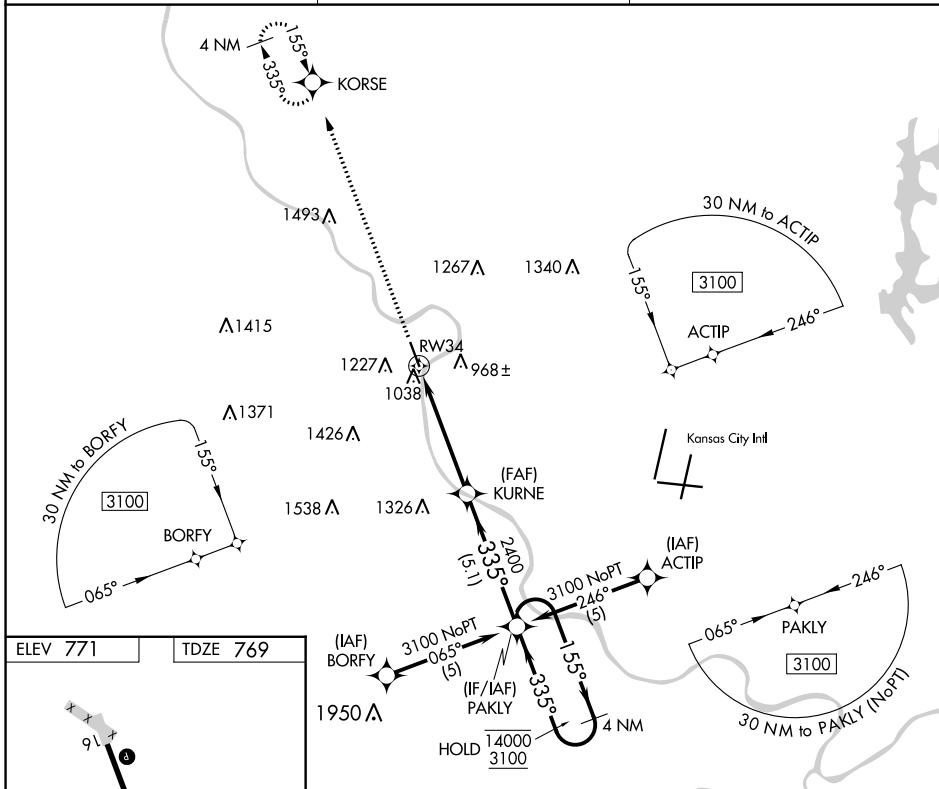 4 NM
155°
335°
KORSE
1493
1267
1340
30 NM to ACTIP
3100
155°
246°
ACTIP
1415
1227
RW34
968±
1038
1371
1426
Kansas City Intl
30 NM to BORFY
155°
3100
BORFY
065°
(FAF)
KURNE
1538
1326
2400
335°
(5.1)
(IAF)
ACTIP
3100 NoPT
246°
(5)
(IAF)
BORFY
3100 NoPT
065°
(5)
(IF/IAF)
PAKLY
155°
335°
1950
HOLD
14000
3100
4 NM
065°
246°
PAKLY
3100
30 NM to PAKLY (NoPT)
ELEV 771
TDZE 769
x
x
x
16
P